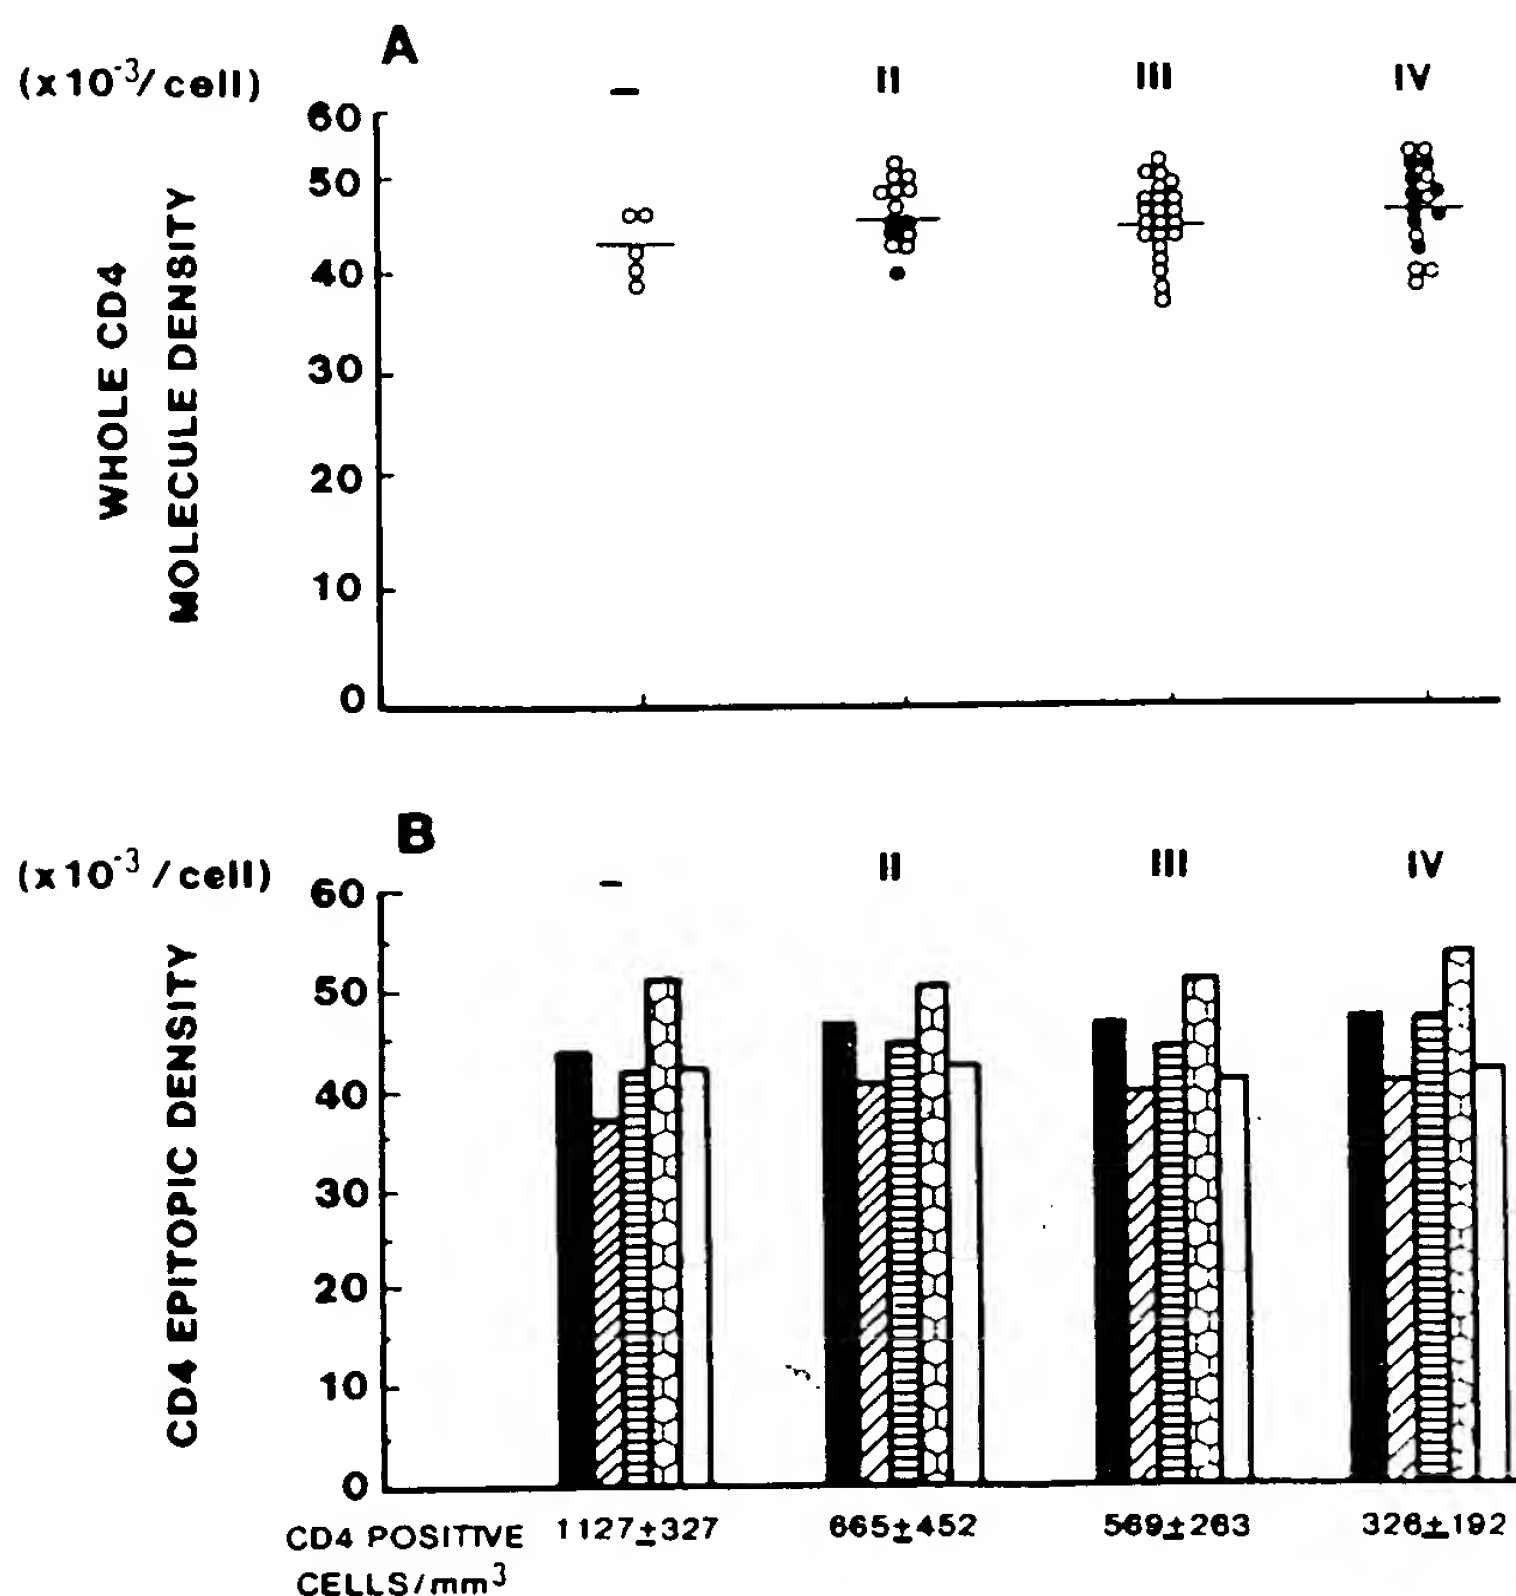 A
(x10-3/cell)
– II III IV
60
50
40
30
20
10
0
WHOLE CD4
MOLECULE DENSITY
B
(x10-3/cell)
– II III IV
60
50
40
30
20
10
0
CD4 EPITOPIC DENSITY
CD4 POSITIVE 1127±327 665±452 569±263 326±192
CELLS/mm3